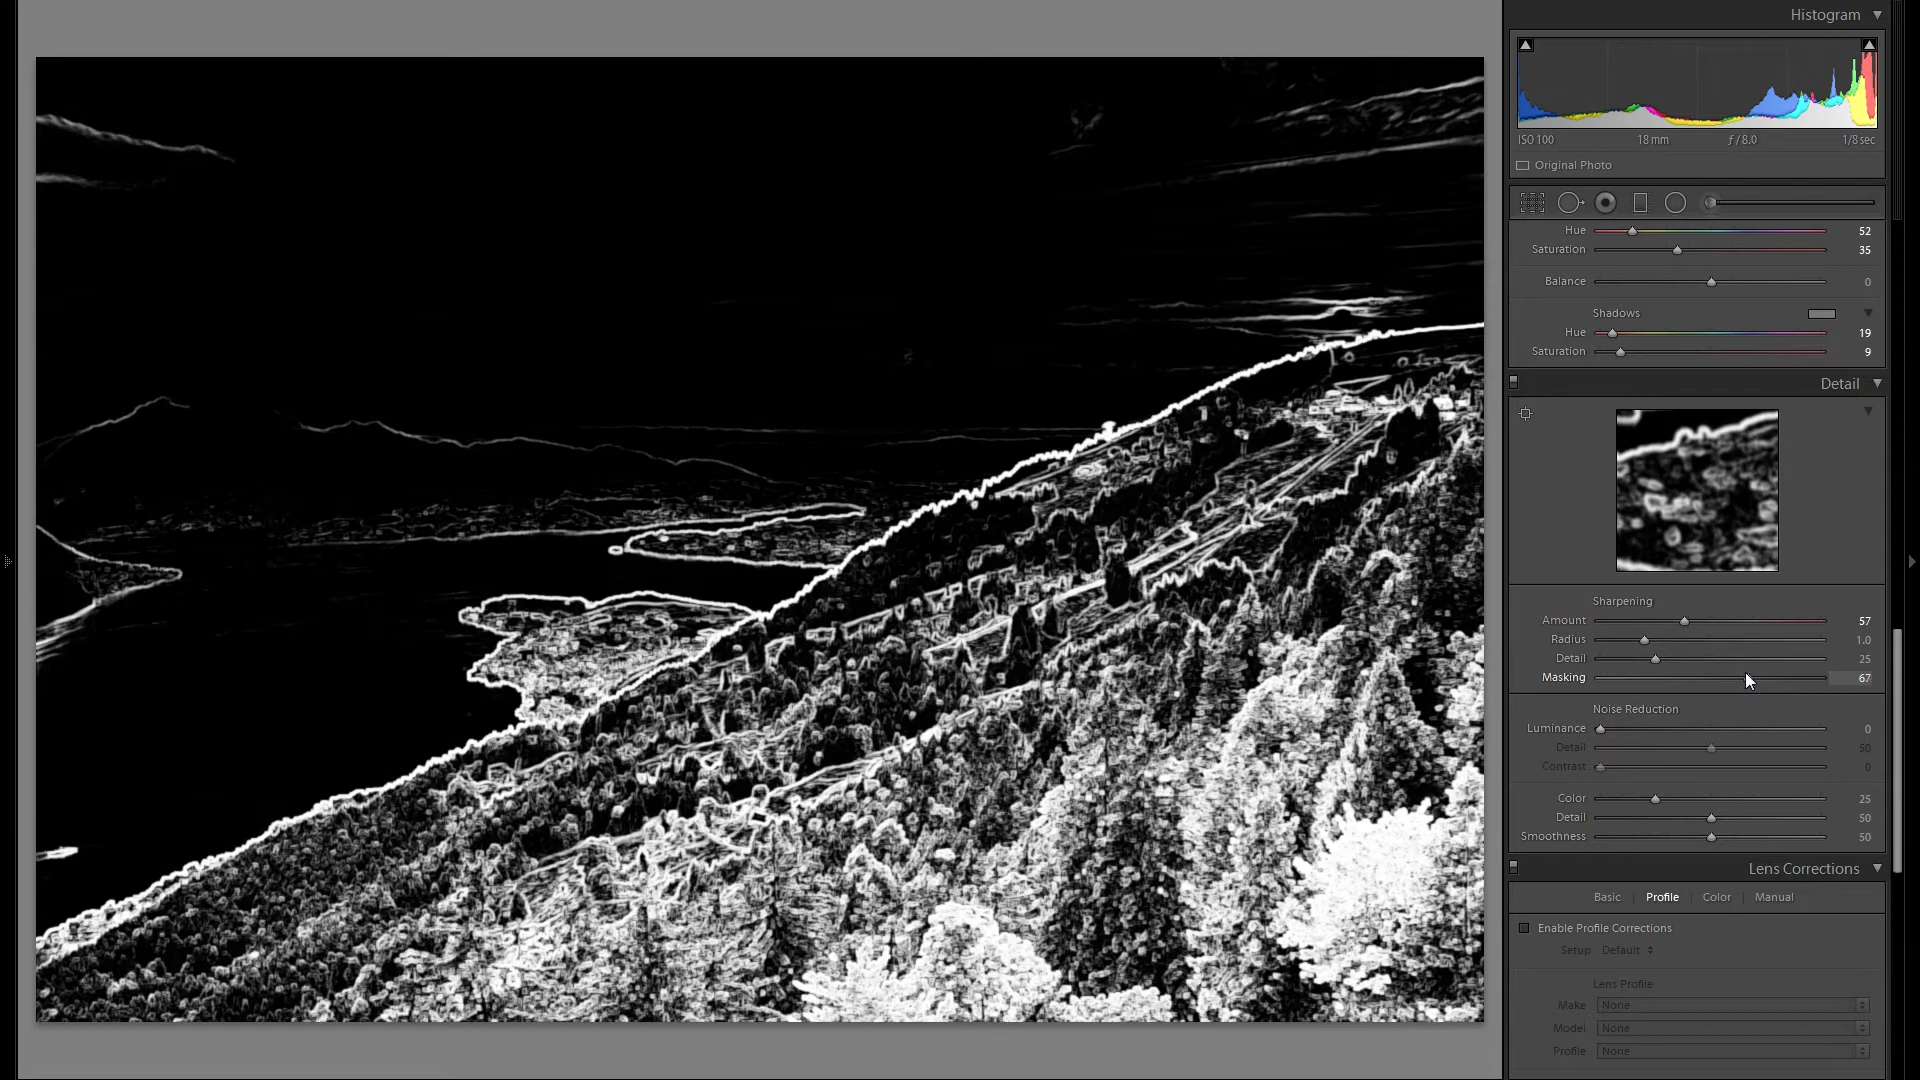 Histogram
ISO 100 18 mm ƒ / 8.0 1/8 sec
Original Photo
Hue 52
Saturation 35
Balance 0
Shadows
Hue 19
Saturation 9
Detail
Sharpening
Amount 57
Radius 1.0
Detail 25
Masking 67
Noise Reduction
Luminance 0
Detail 50
Contrast 0
Color 25
Detail 50
Smoothness 50
Lens Corrections
Basic Profile Color Manual
Enable Profile Corrections
Setup Default
Lens Profile
Make None
Model None
Profile None